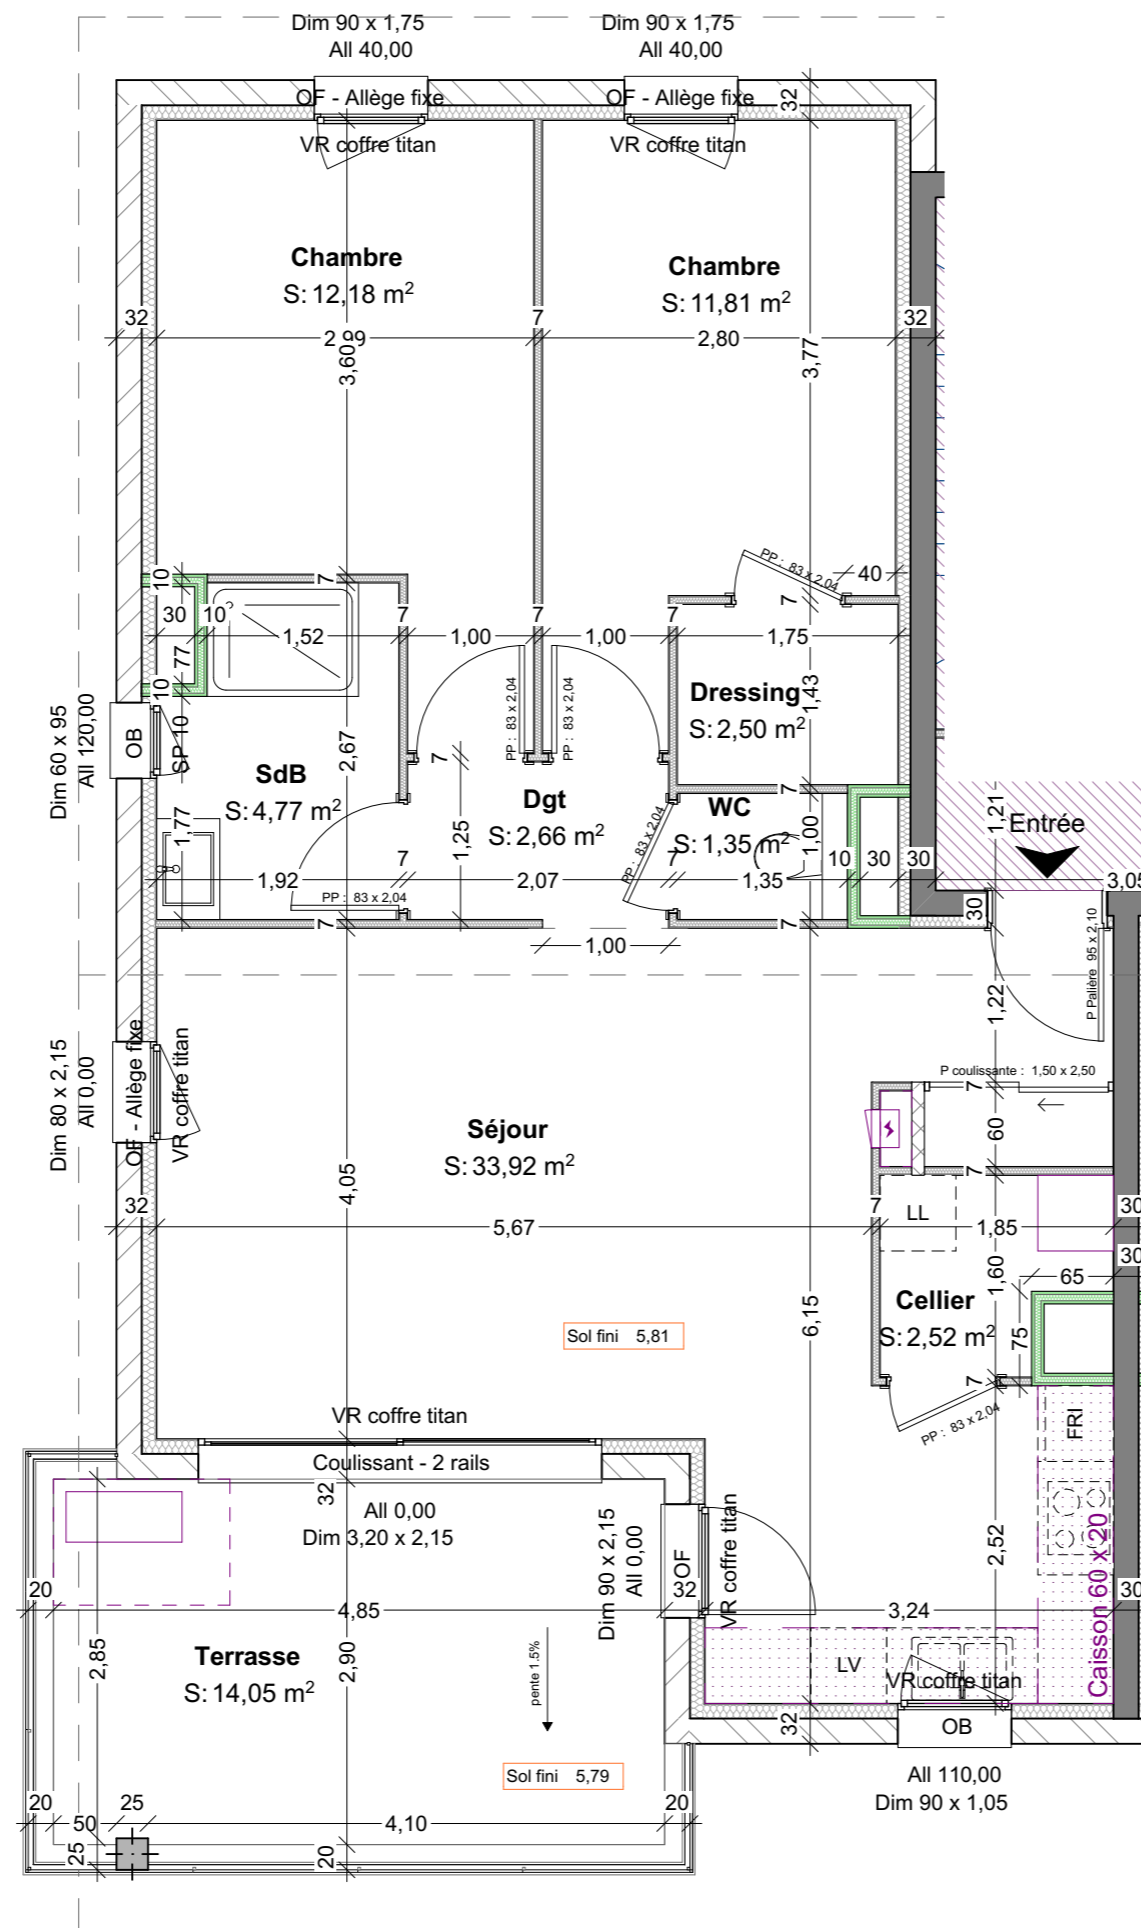 Dim 90 x 1,75
All 40,00
Dim 90 x 1,75
All 40,00
OF - Allège fixe
VR coffre titan
OF - Allège fixe
VR coffre titan
32
Chambre
S: 12,18 m²
Chambre
S: 11,81 m²
32
2,99
7
2,80
32
3,60
3,77
PP : 83 x 2,04
40
7
10
30
10
77
10
7
1,52
7
1,00
7
1,00
7
1,75
Dressing
S: 2,50 m²
1,43
PP : 83 x 2,04
PP : 83 x 2,04
Dim 60 x 95
All 120,00
OB
SP 10
2,67
7
SdB
S: 4,77 m²
Dgt
S: 2,66 m²
WC
S: 1,35 m²
7
1,00
1,21
Entrée
1,77
1,25
PP : 83 x 2,04
1,92
7
2,07
7
1,35
10
30
30
3,05
PP : 83 x 2,04
7
7
30
1,00
P Palière 95 x 2,10
1,22
Dim 80 x 2,15
All 0,00
OF - Allège fixe
VR coffre titan
P coulissante : 1,50 x 2,50
7
60
Séjour
S: 33,92 m²
4,05
7
32
5,67
7
LL
1,85
30
30
1,60
65
Cellier
S: 2,52 m²
75
6,15
Sol fini 5,81
7
PP : 83 x 2,04
FRI
VR coffre titan
Coulissant - 2 rails
32
All 0,00
Dim 3,20 x 2,15
Dim 90 x 2,15
All 0,00
OF
VR coffre titan
2,52
Caisson 60 x 20
20
4,85
32
3,24
30
2,85
2,90
Terrasse
S: 14,05 m²
pente 1.5%
LV
VR coffre titan
32
OB
Sol fini 5,79
All 110,00
Dim 90 x 1,05
20
50
25
4,10
20
25
20